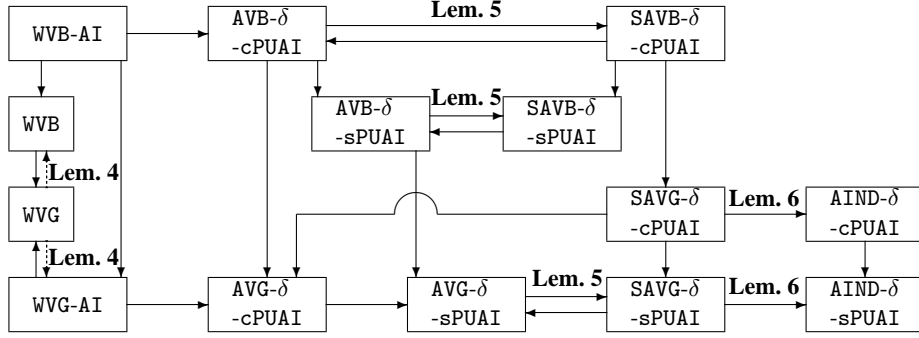 WVB-AI
AVB-δ
-cPUAI
Lem. 5
SAVB-δ
-cPUAI
WVB
AVB-δ
-sPUAI
Lem. 5
SAVB-δ
-sPUAI
Lem. 4
WVG
SAVG-δ
-cPUAI
Lem. 6
AIND-δ
-cPUAI
Lem. 4
WVG-AI
AVG-δ
-cPUAI
AVG-δ
-sPUAI
Lem. 5
SAVG-δ
-sPUAI
Lem. 6
AIND-δ
-sPUAI